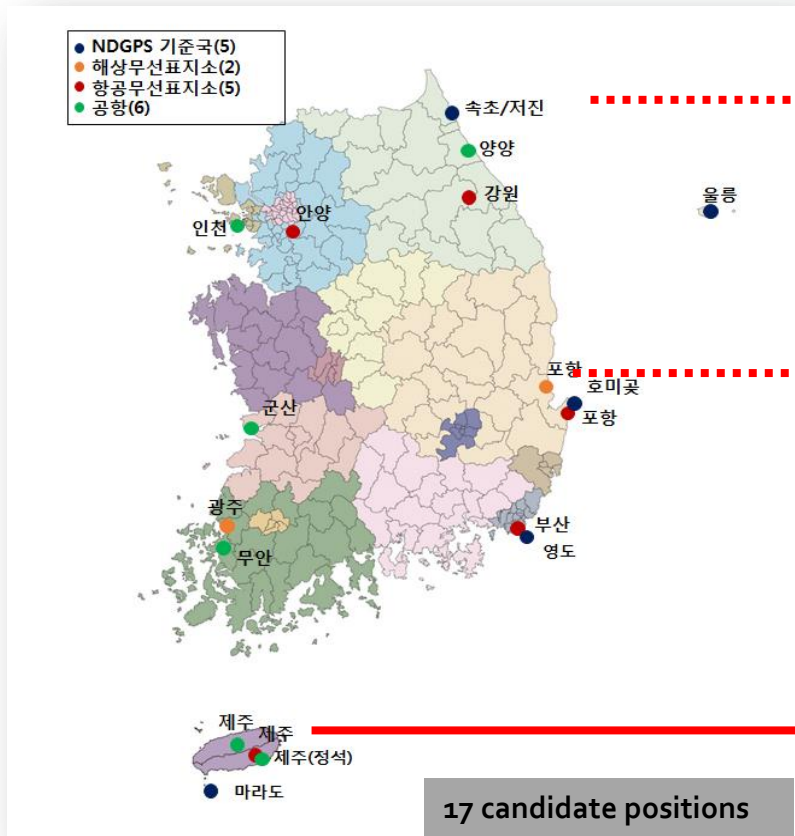 NDGPS 기준국(5)
해상무선표지소(2)
항공무선표지소(5)
공항(6)
속초/저진
양양
강원
울릉
안양
인천
포항
호미곶
포항
군산
광주
부산
영도
무안
제주
제주
제주(정석)
마라도
17 candidate positions